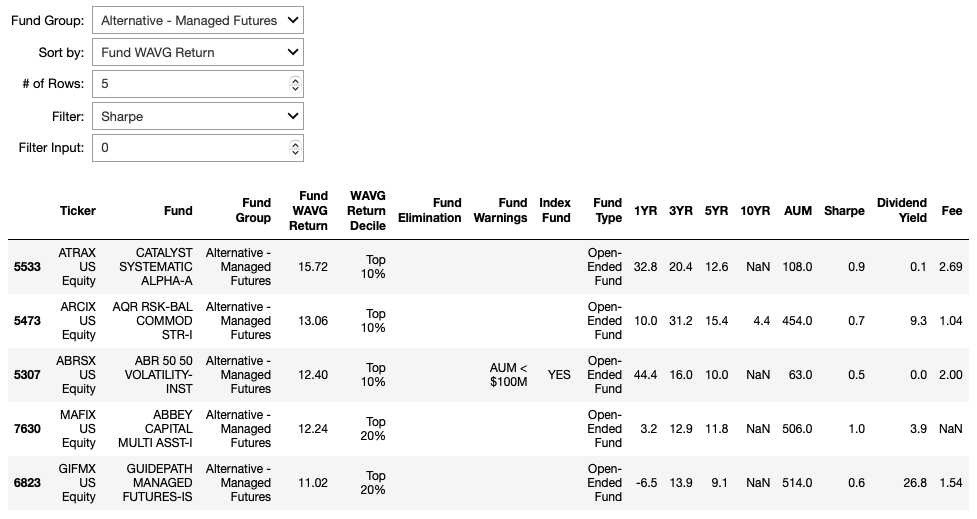 Fund Group: Alternative - Managed Futures
Sort by: Fund WAVG Return
# of Rows: 5
Filter: Sharpe
Filter Input: 0
Ticker Fund Fund Group Fund WAVG Return WAVG Return Decile Fund Elimination Fund Warnings Index Fund Fund Type 1YR 3YR 5YR 10YR AUM Sharpe Dividend Yield Fee
5533 ATRAX US Equity CATALYST SYSTEMATIC ALPHA-A Alternative - Managed Futures 15.72 Top 10% Open-Ended Fund 32.8 20.4 12.6 NaN 108.0 0.9 0.1 2.69
5473 ARCIX US Equity AQR RSK-BAL COMMOD STR-I Alternative - Managed Futures 13.06 Top 10% Open-Ended Fund 10.0 31.2 15.4 4.4 454.0 0.7 9.3 1.04
5307 ABRSX US Equity ABR 50 50 VOLATILITY-INST Alternative - Managed Futures 12.40 Top 10% AUM < $100M YES Open-Ended Fund 44.4 16.0 10.0 NaN 63.0 0.5 0.0 2.00
7630 MAFIX US Equity ABBEY CAPITAL MULTI ASST-I Alternative - Managed Futures 12.24 Top 20% Open-Ended Fund 3.2 12.9 11.8 NaN 506.0 1.0 3.9 NaN
6823 GIFMX US Equity GUIDEPATH MANAGED FUTURES-IS Alternative - Managed Futures 11.02 Top 20% Open-Ended Fund -6.5 13.9 9.1 NaN 514.0 0.6 26.8 1.54